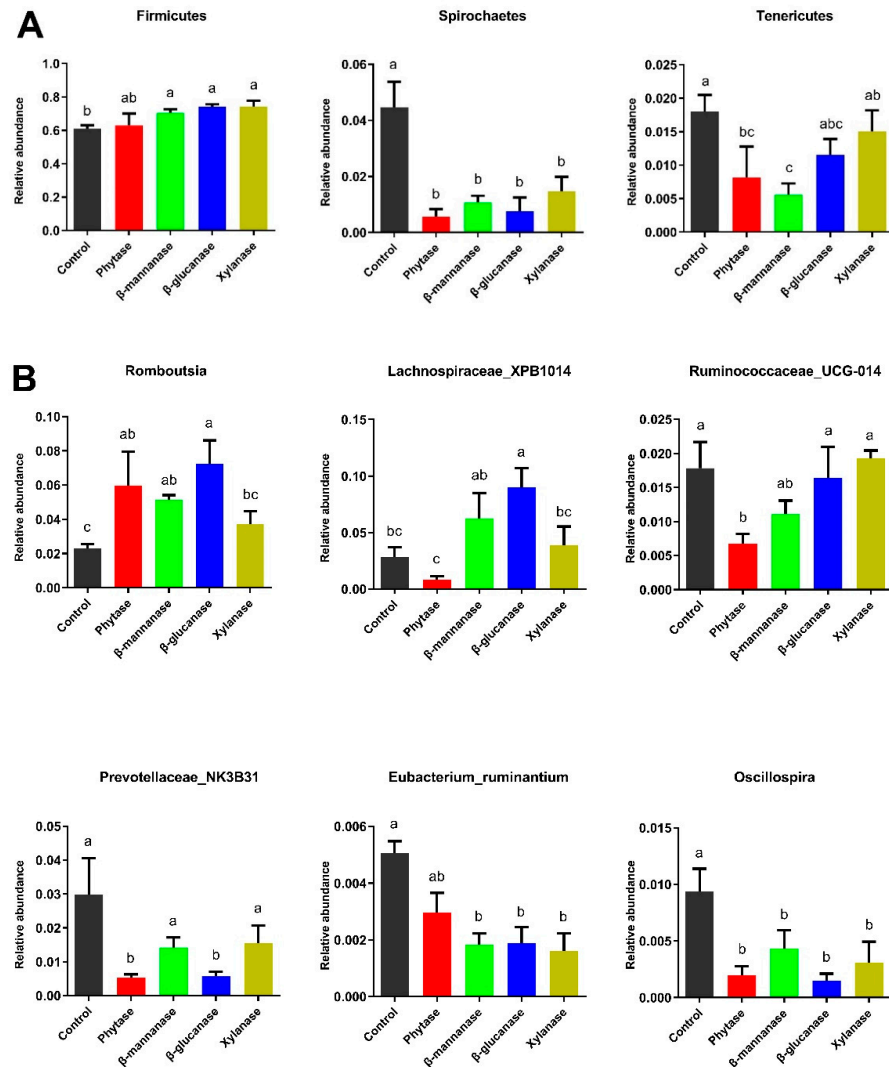 A
Firmicutes
Relative abundance
1.0
0.8
0.6
0.4
0.2
0.0
b
ab
a
a
a
Control
Phytase
β-mannanase
β-glucanase
Xylanase
Spirochaetes
Relative abundance
0.06
0.04
0.02
0.00
a
b
b
b
b
Control
Phytase
β-mannanase
β-glucanase
Xylanase
Tenericutes
Relative abundance
0.025
0.020
0.015
0.010
0.005
0.000
a
bc
c
abc
ab
Control
Phytase
β-mannanase
β-glucanase
Xylanase
B
Romboutsia
Relative abundance
0.10
0.08
0.06
0.04
0.02
0.00
c
ab
ab
a
bc
Control
Phytase
β-mannanase
β-glucanase
Xylanase
Lachnospiraceae_XPB1014
Relative abundance
0.15
0.10
0.05
0.00
bc
c
ab
a
bc
Control
Phytase
β-mannanase
β-glucanase
Xylanase
Ruminococcaceae_UCG-014
Relative abundance
0.025
0.020
0.015
0.010
0.005
0.000
a
b
ab
a
a
Control
Phytase
β-mannanase
β-glucanase
Xylanase
Prevotellaceae_NK3B31
Relative abundance
0.05
0.04
0.03
0.02
0.01
0.00
a
b
a
b
a
Control
Phytase
β-mannanase
β-glucanase
Xylanase
Eubacterium_ruminantium
Relative abundance
0.006
0.004
0.002
0.000
a
ab
b
b
b
Control
Phytase
β-mannanase
β-glucanase
Xylanase
Oscillospira
Relative abundance
0.015
0.010
0.005
0.000
a
b
b
b
b
Control
Phytase
β-mannanase
β-glucanase
Xylanase